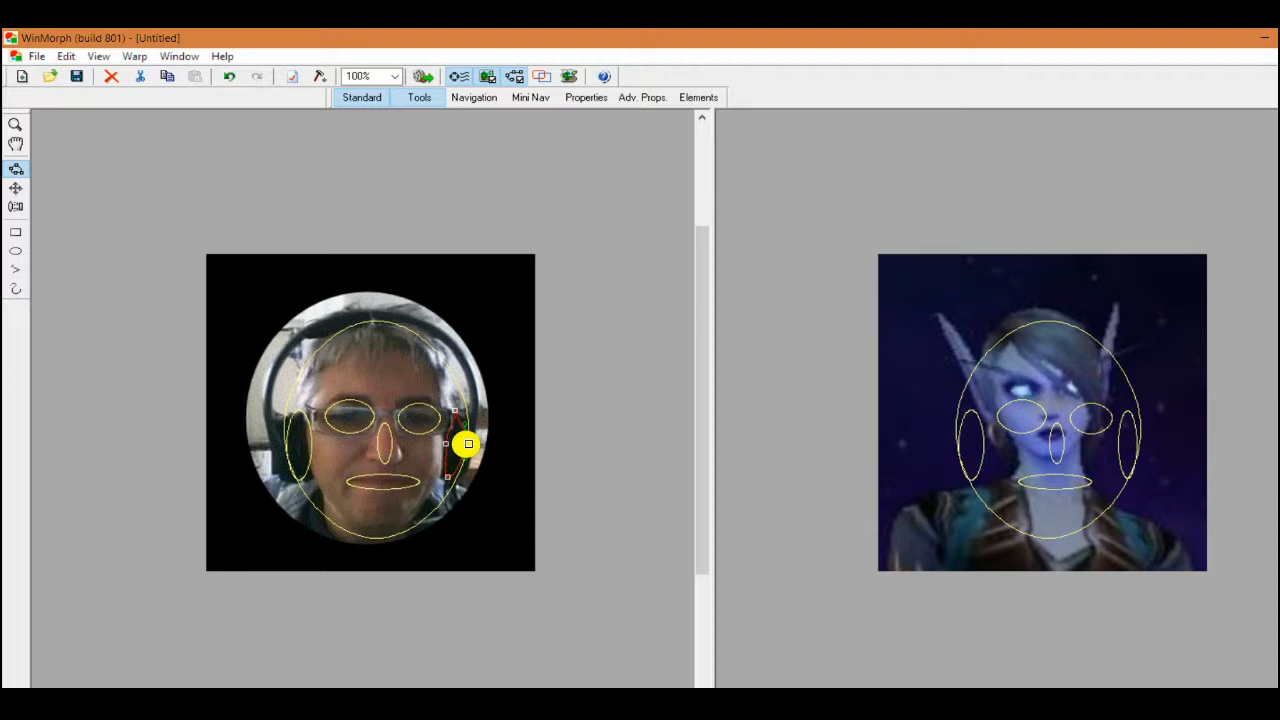 WinMorph (build 801) - [Untitled]
File Edit View Warp Window Help
100%
Standard Tools Navigation Mini Nav Properties Adv. Props. Elements